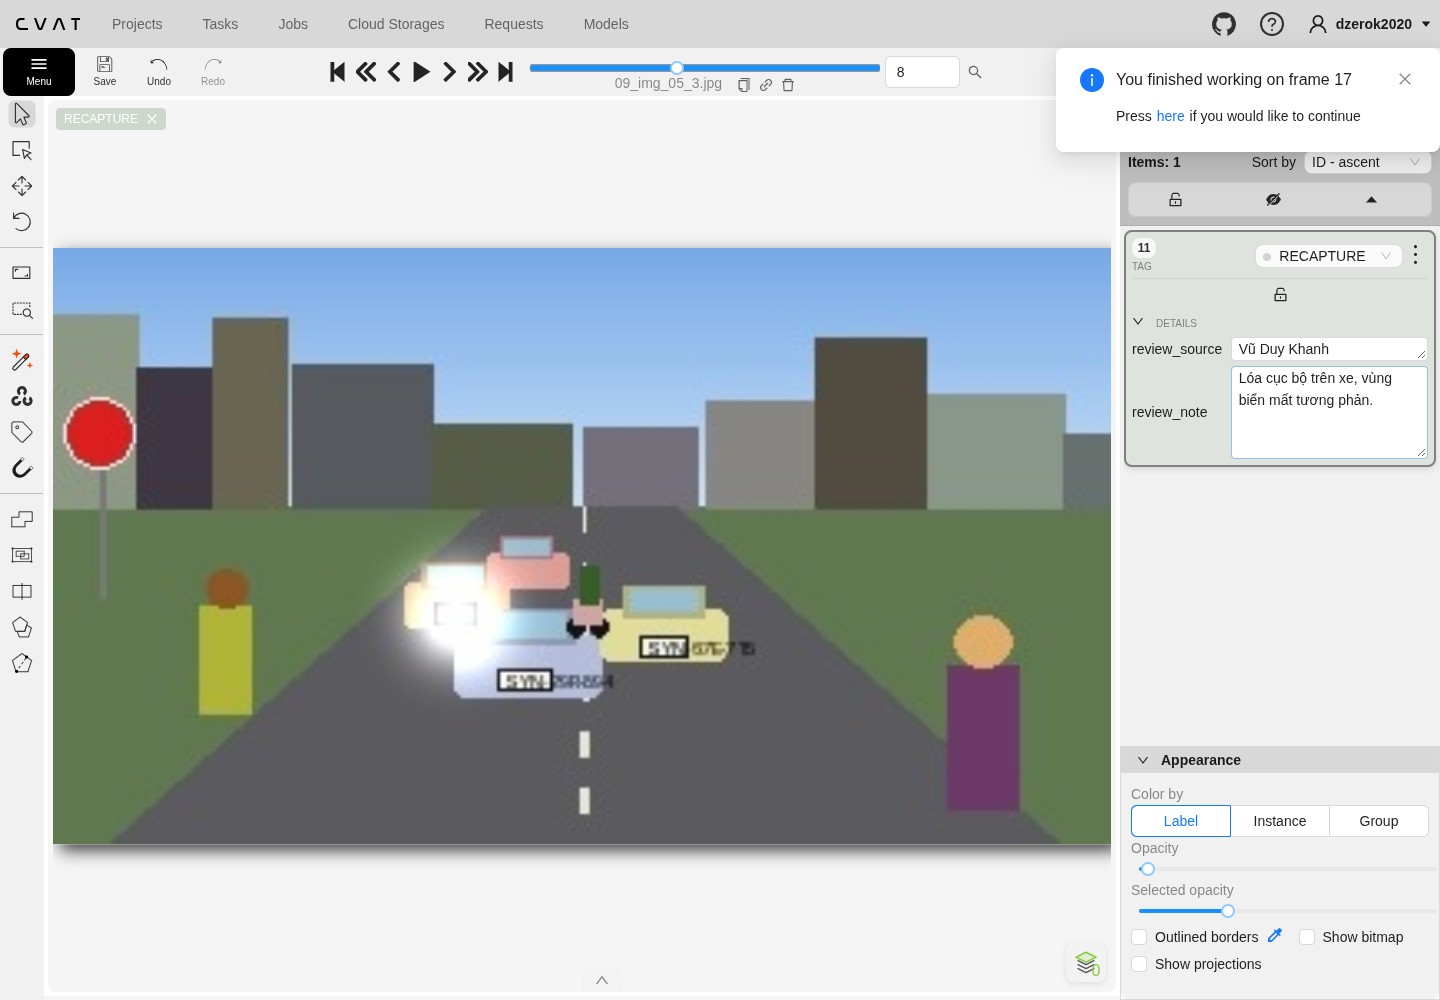 CVAT Projects Tasks Jobs Cloud Storages Requests Models dzerok2020
Menu Save Undo Redo 8
09_img_05_3.jpg
You finished working on frame 17
Press here if you would like to continue
RECAPTURE
Items: 1 Sort by ID - ascent
11 RECAPTURE
TAG
DETAILS
review_source Vũ Duy Khanh
review_note Lóa cục bộ trên xe, vùng
biển mất tương phản.
SYN
SYN
Appearance
Color by
Label Instance Group
Opacity
Selected opacity
Outlined borders Show bitmap
Show projections
0